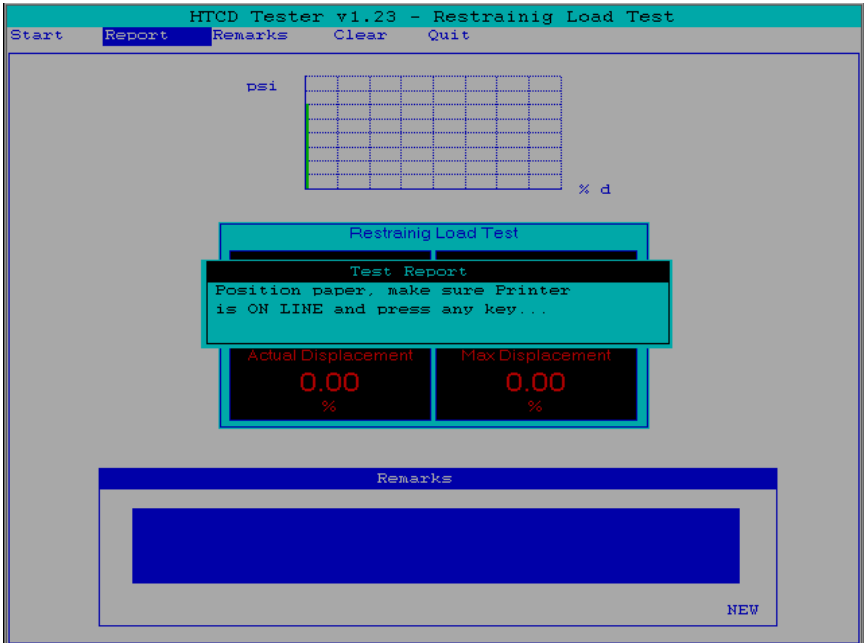 HTCD Tester v1.23 - Restrainig Load Test
Start Report Remarks Clear Quit
psi
% d
Restrainig Load Test
Test Report
Position paper, make sure Printer
is ON LINE and press any key...
Actual Displacement Max Displacement
0.00 0.00
% %
Remarks
NEW